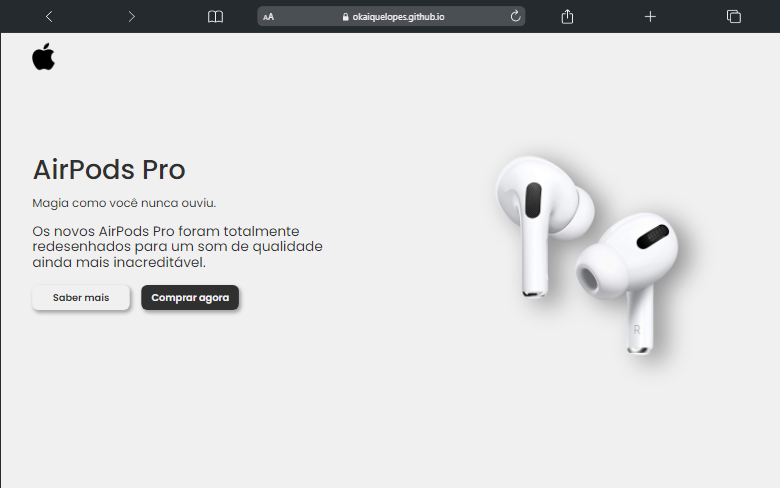 AA
okaiquelopes.github.io
AirPods Pro
Magia como você nunca ouviu.
Os novos AirPods Pro foram totalmente
redesenhados para um som de qualidade
ainda mais inacreditável.
Saber mais
Comprar agora
R